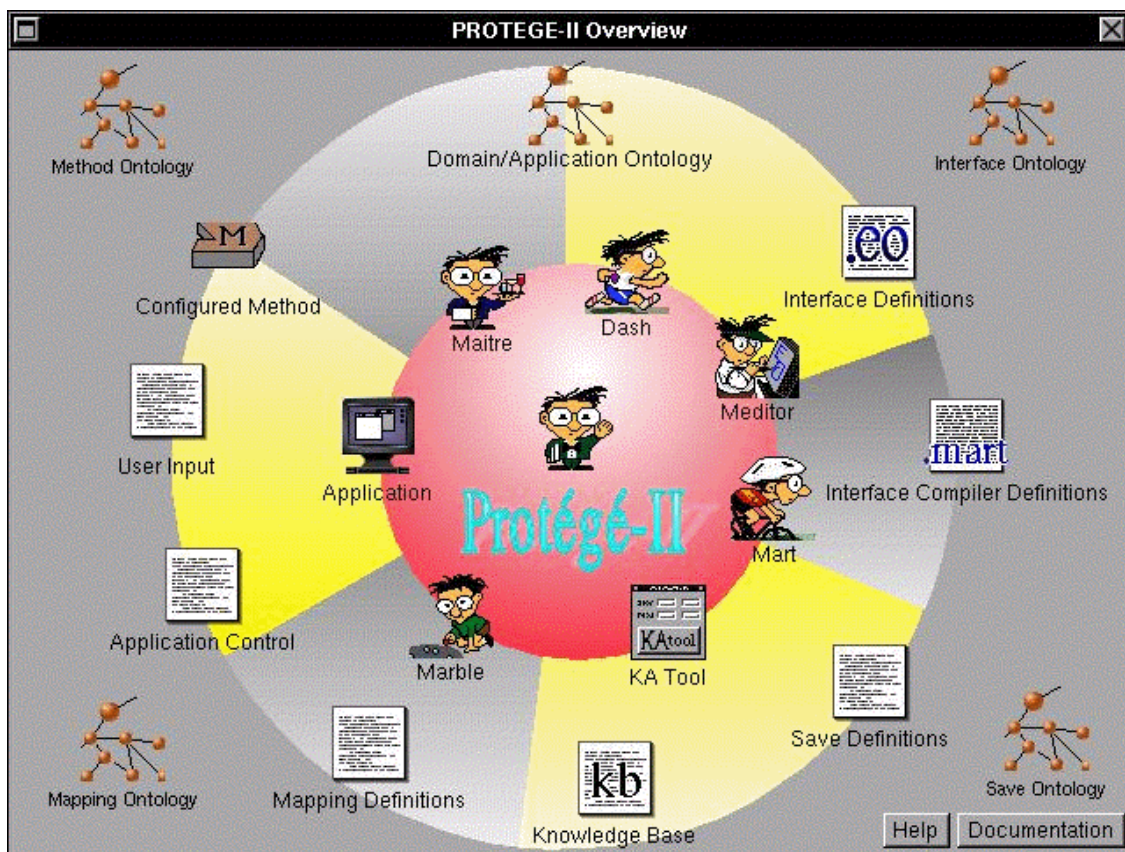 PROTEGE-II Overview
Method Ontology
Domain/Application Ontology
Interface Ontology
M
Configured Method
.eo
Interface Definitions
Maitre
Dash
Meditor
User Input
Application
.mart
Interface Compiler Definitions
Protégé-II
Mart
Application Control
Marble
KAtool
KA Tool
Save Definitions
Mapping Ontology
Mapping Definitions
kb
Knowledge Base
Save Ontology
Help
Documentation